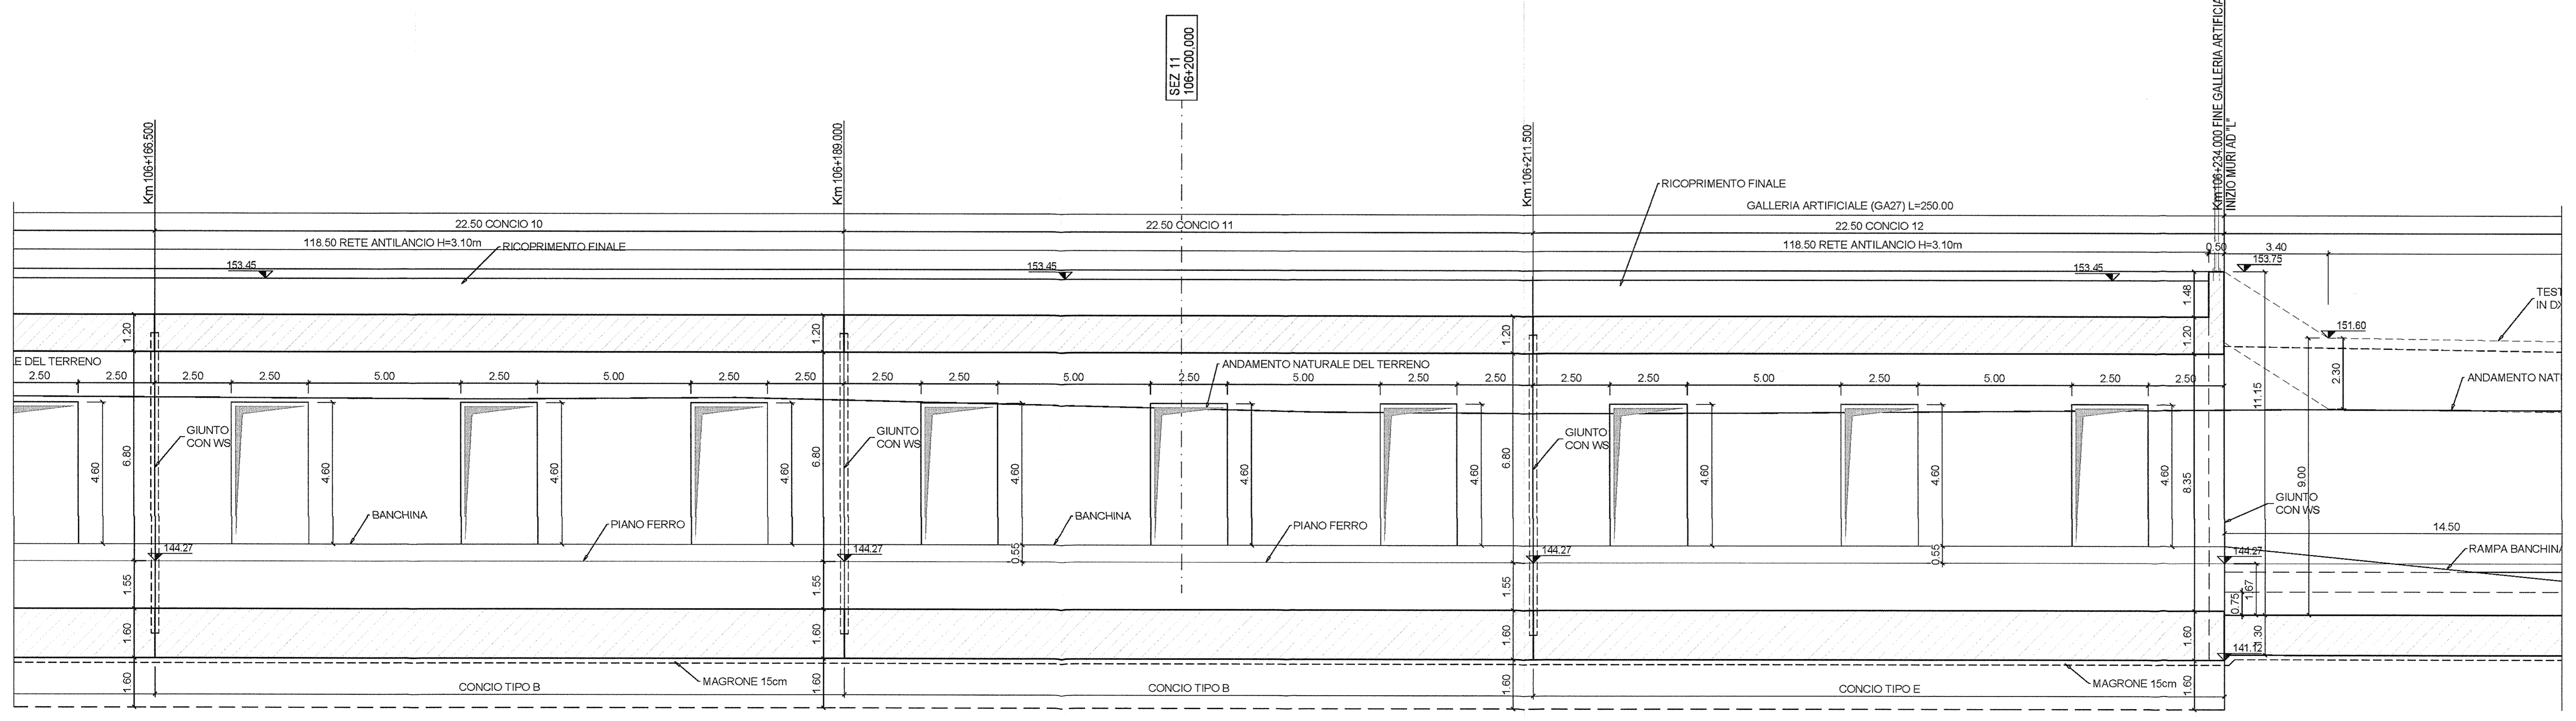 SEZ 11
106+200,000
Km 106+166.500
Km 106+189.000
Km 106+211.500
Km 106+234.000 FINE GALLERIA ARTIFICIA
INIZIO MURI AD "L"
RICOPRIMENTO FINALE
GALLERIA ARTIFICIALE (GA27) L=250.00
22.50 CONCIO 10
22.50 CONCIO 11
22.50 CONCIO 12
118.50 RETE ANTILANCIO H=3.10m
RICOPRIMENTO FINALE
118.50 RETE ANTILANCIO H=3.10m
0.50
3.40
153.45
153.45
153.45
153.75
1.48
TEST
IN DX
151.60
1.20
1.20
1.20
1.20
E DEL TERRENO
ANDAMENTO NATURALE DEL TERRENO
2.30
ANDAMENTO NATU
2.50
2.50
2.50
2.50
5.00
2.50
5.00
2.50
2.50
2.50
2.50
5.00
2.50
5.00
2.50
2.50
2.50
2.50
5.00
2.50
5.00
2.50
2.50
11.15
GIUNTO
CON WS
GIUNTO
CON WS
GIUNTO
CON WS
4.60
6.80
4.60
4.60
4.60
6.80
4.60
4.60
4.60
6.80
4.60
4.60
4.60
8.35
9.00
GIUNTO
CON WS
BANCHINA
PIANO FERRO
BANCHINA
PIANO FERRO
14.50
RAMPA BANCHINA
144.27
144.27
144.27
144.27
0.55
0.55
1.55
1.55
1.55
1.67
0.75
1.60
1.60
1.60
1.60
1.30
141.12
MAGRONE 15cm
MAGRONE 15cm
1.60
CONCIO TIPO B
1.60
CONCIO TIPO B
1.60
CONCIO TIPO E
1.60